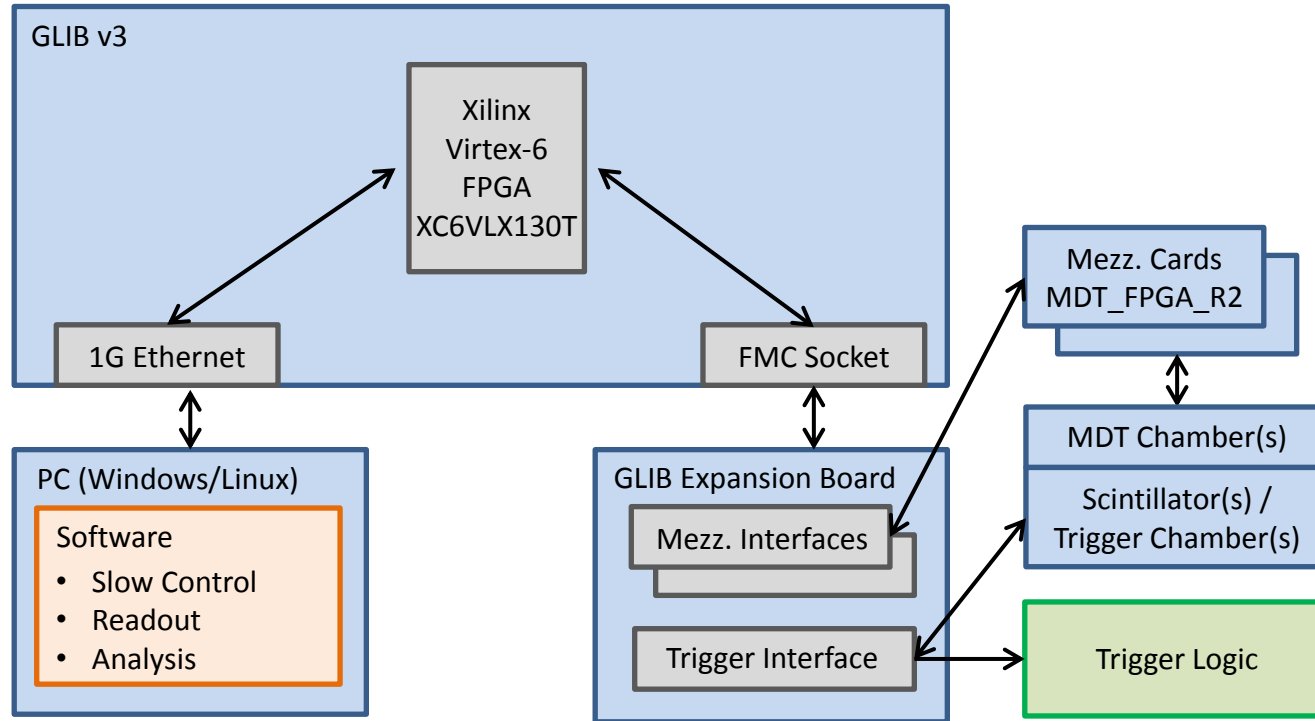 GLIB v3
Xilinx
Virtex-6
FPGA
XC6VLX130T
1G Ethernet
FMC Socket
Mezz. Cards
MDT_FPGA_R2
PC (Windows/Linux)
Software
• Slow Control
• Readout
• Analysis
GLIB Expansion Board
Mezz. Interfaces
Trigger Interface
MDT Chamber(s)
Scintillator(s) /
Trigger Chamber(s)
Trigger Logic